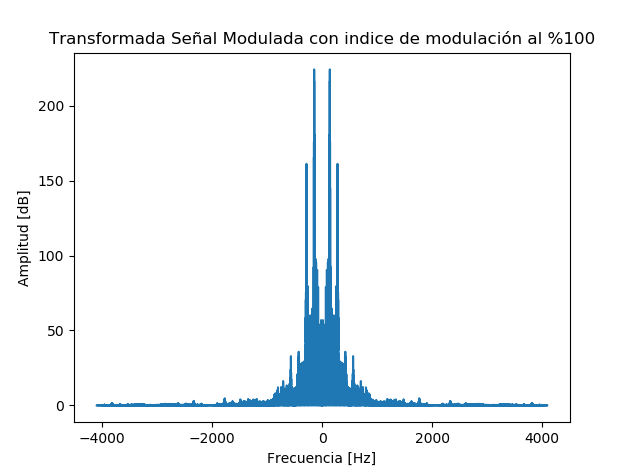 Transformada Señal Modulada con indice de modulación al %100
Amplitud [dB]
200
150
100
50
0
−4000 −2000 0 2000 4000
Frecuencia [Hz]